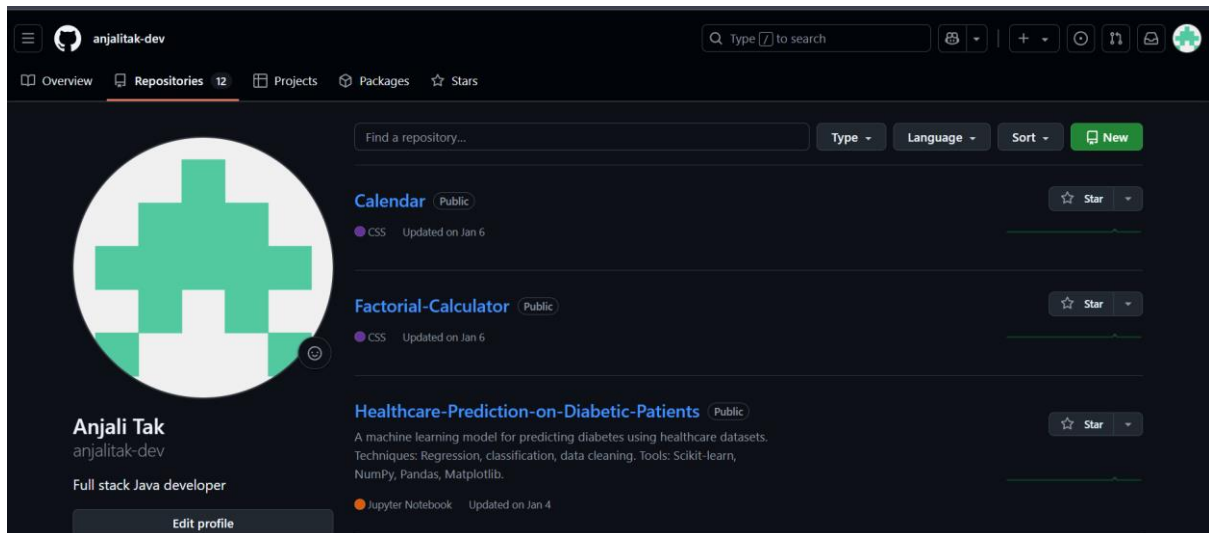 anjalitak-dev
Type / to search
Overview Repositories 12 Projects Packages Stars
Find a repository...
Type Language Sort New
Calendar Public
Star
CSS Updated on Jan 6
Factorial-Calculator Public
Star
CSS Updated on Jan 6
Healthcare-Prediction-on-Diabetic-Patients Public
Star
A machine learning model for predicting diabetes using healthcare datasets.
Techniques: Regression, classification, data cleaning. Tools: Scikit-learn,
NumPy, Pandas, Matplotlib.
Jupyter Notebook Updated on Jan 4
Anjali Tak
anjalitak-dev
Full stack Java developer
Edit profile